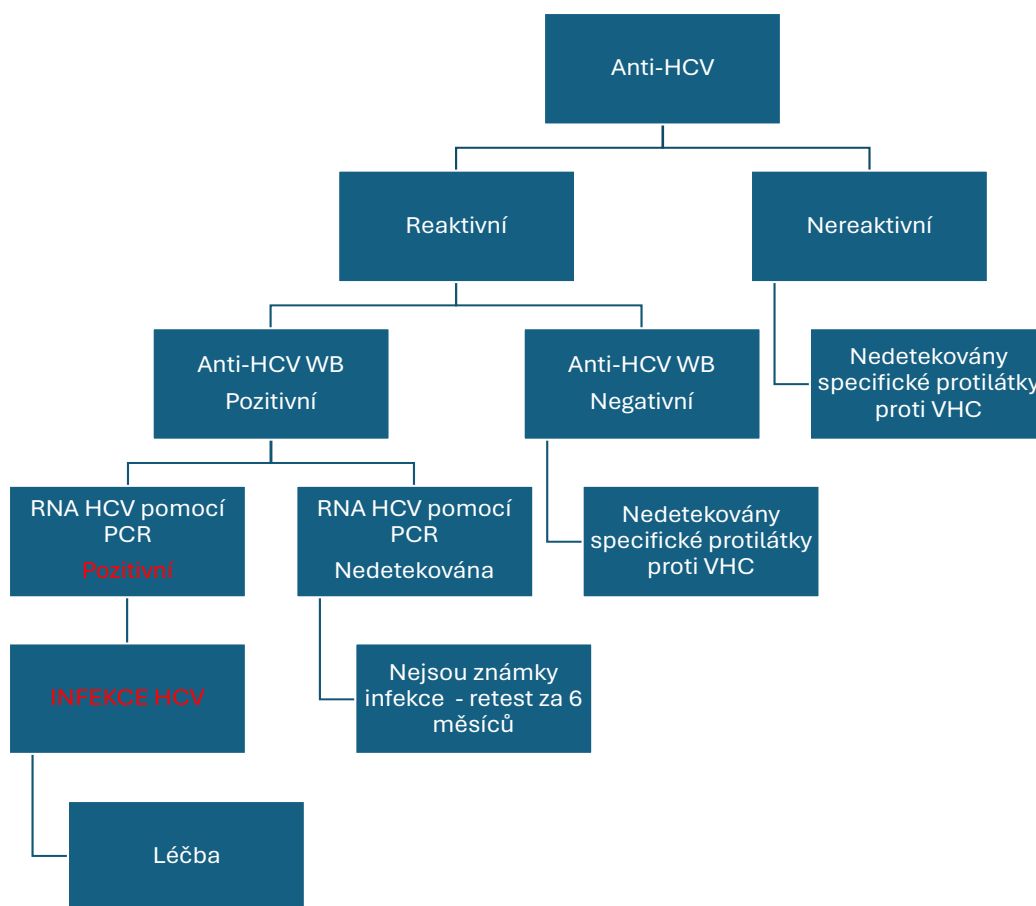 Anti-HCV
Reaktivní
Nereaktivní
Anti-HCV WB
Pozitivní
Anti-HCV WB
Negativní
Nedetekovány
specifické protilátky
proti VHC
RNA HCV pomocí
PCR
Pozitivní
RNA HCV pomocí
PCR
Nedetekována
Nedetekovány
specifické protilátky
proti VHC
INFEKCE HCV
Nejsou známky
infekce - retest za 6
měsíců
Léčba